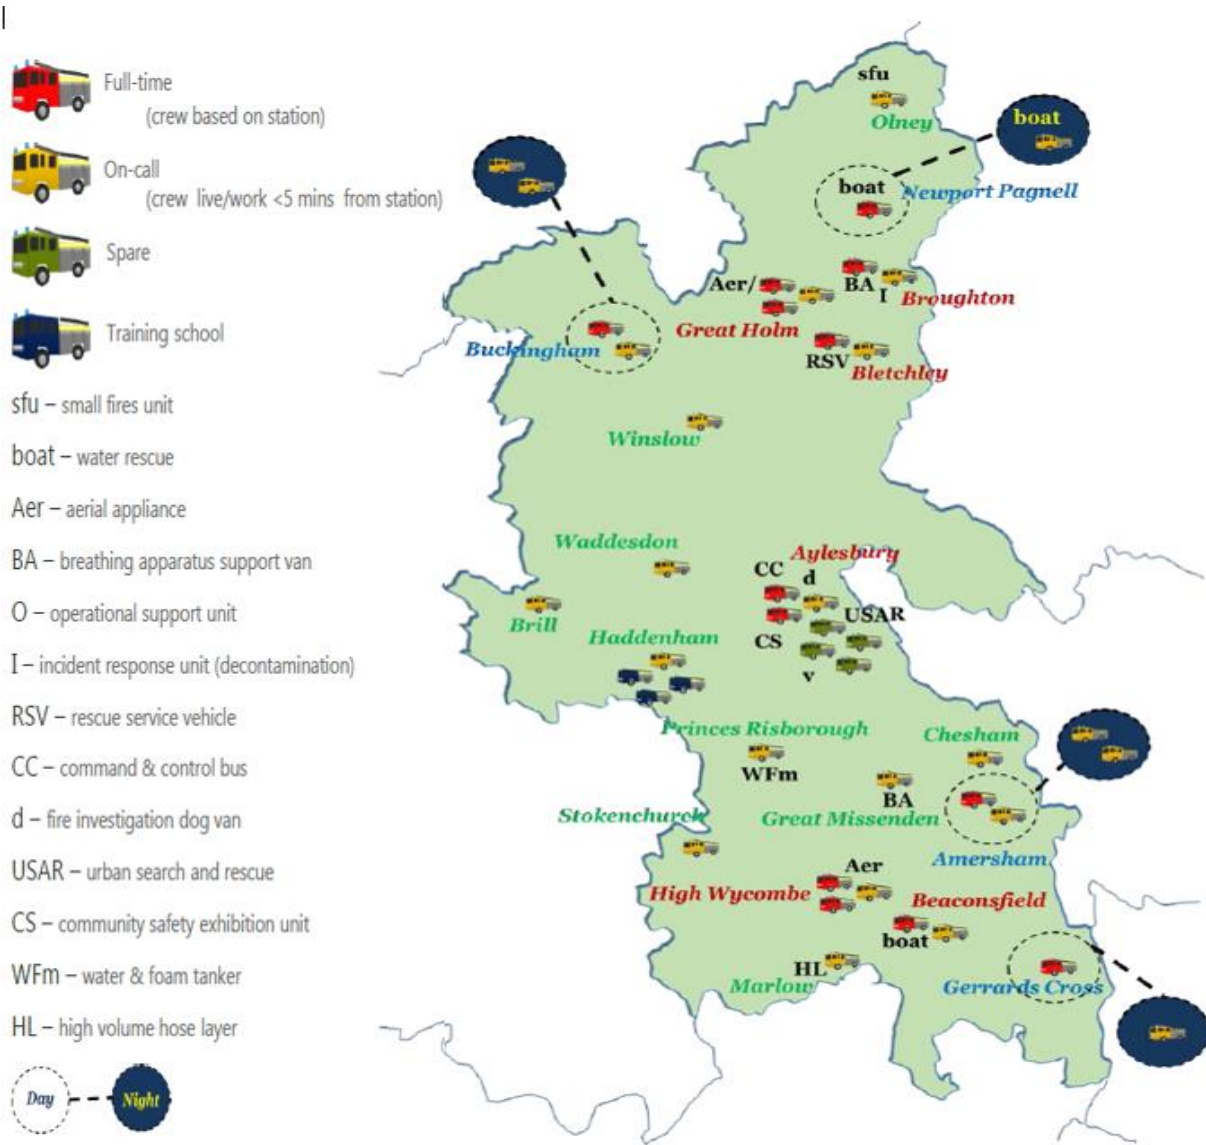 Full-time
(crew based on station)
On-call
(crew live/work <5 mins from station)
Spare
Training school
sfu – small fires unit
boat – water rescue
Aer – aerial appliance
BA – breathing apparatus support van
O – operational support unit
I – incident response unit (decontamination)
RSV – rescue service vehicle
CC – command & control bus
d – fire investigation dog van
USAR – urban search and rescue
CS – community safety exhibition unit
WFm – water & foam tanker
HL – high volume hose layer
Day
Night
sfu
Olney
boat
boat
Newport Pagnell
Aer/
BA
I
Broughton
Great Holm
Buckingham
RSV
Bletchley
Winslow
Waddesdon
Aylesbury
CC
d
USAR
Brill
Haddenham
CS
v
Princes Risborough
WFm
Chesham
BA
Great Missenden
Stokenchurch
Amersham
Aer
High Wycombe
Beaconsfield
boat
HL
Marlow
Gerrards Cross